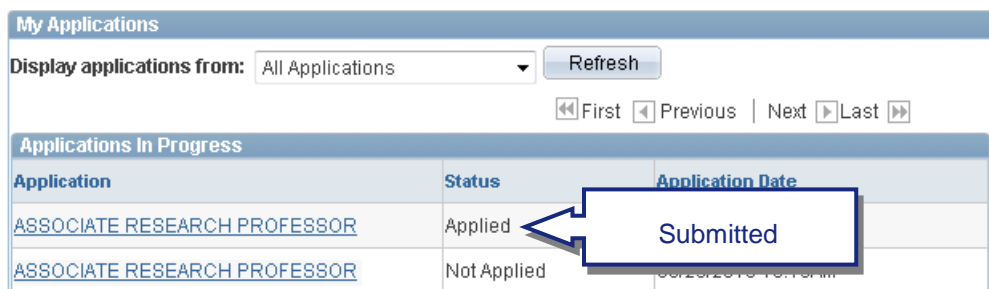 My Applications
Display applications from: All Applications Refresh
First Previous | Next Last
Applications In Progress
Application Status Application Date
ASSOCIATE RESEARCH PROFESSOR Applied Submitted
ASSOCIATE RESEARCH PROFESSOR Not Applied